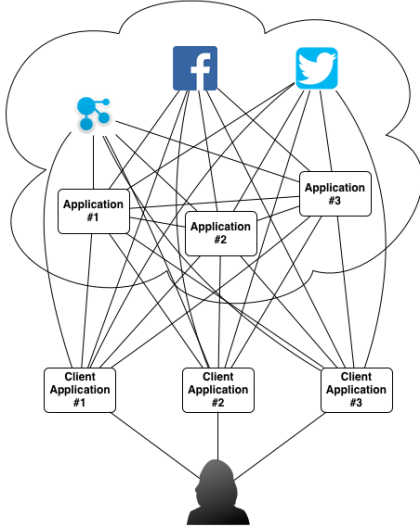 f
Application
#1
Application
#2
Application
#3
Client
Application
#1
Client
Application
#2
Client
Application
#3